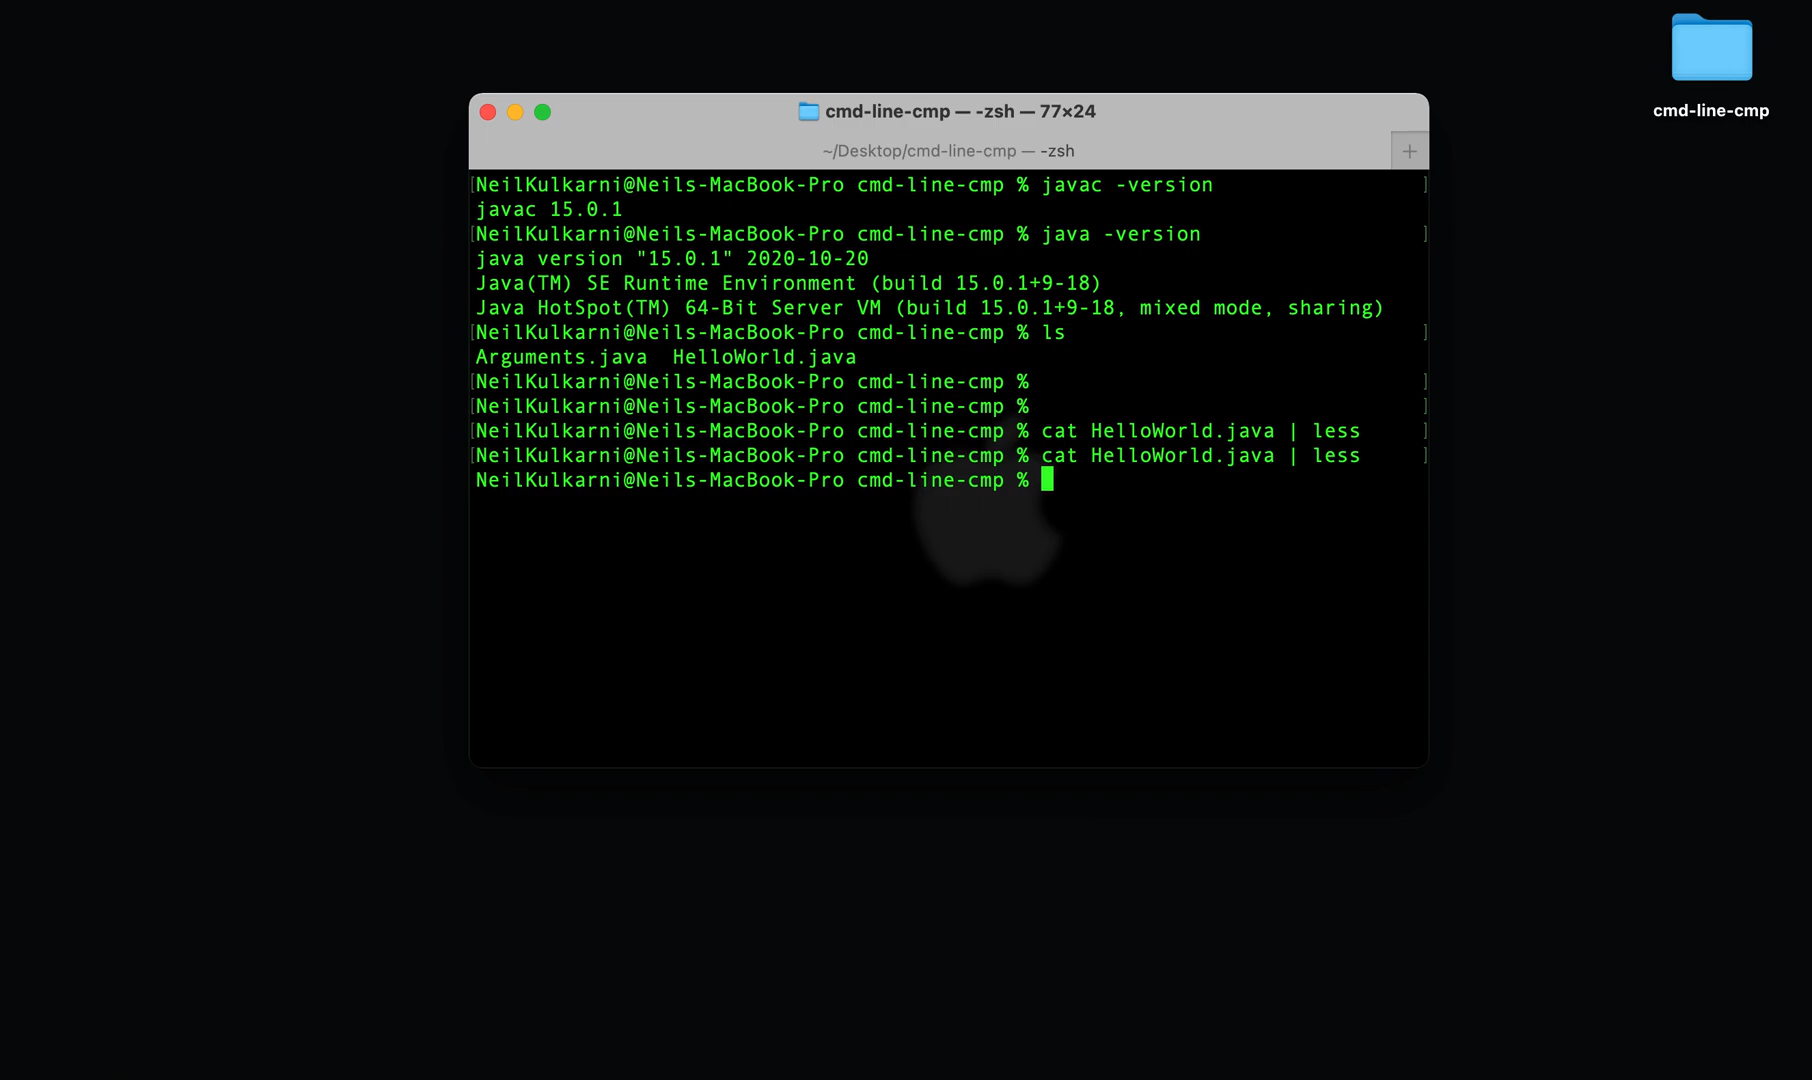 cmd-line-cmp — -zsh — 77×24
~/Desktop/cmd-line-cmp — -zsh
cmd-line-cmp
[NeilKulkarni@Neils-MacBook-Pro cmd-line-cmp % javac -version ]
javac 15.0.1
[NeilKulkarni@Neils-MacBook-Pro cmd-line-cmp % java -version ]
java version "15.0.1" 2020-10-20
Java(TM) SE Runtime Environment (build 15.0.1+9-18)
Java HotSpot(TM) 64-Bit Server VM (build 15.0.1+9-18, mixed mode, sharing)
[NeilKulkarni@Neils-MacBook-Pro cmd-line-cmp % ls ]
Arguments.java  HelloWorld.java
[NeilKulkarni@Neils-MacBook-Pro cmd-line-cmp % ]
[NeilKulkarni@Neils-MacBook-Pro cmd-line-cmp % ]
[NeilKulkarni@Neils-MacBook-Pro cmd-line-cmp % cat HelloWorld.java | less ]
[NeilKulkarni@Neils-MacBook-Pro cmd-line-cmp % cat HelloWorld.java | less ]
NeilKulkarni@Neils-MacBook-Pro cmd-line-cmp %